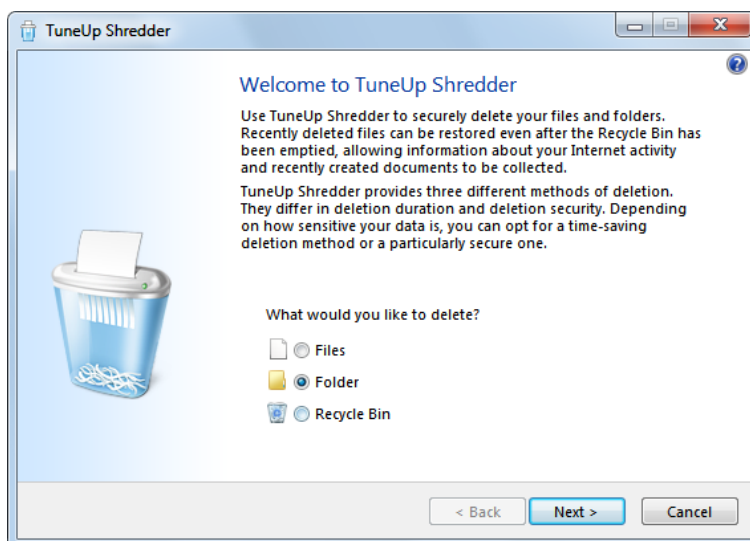 TuneUp Shredder
Welcome to TuneUp Shredder
Use TuneUp Shredder to securely delete your files and folders.
Recently deleted files can be restored even after the Recycle Bin has
been emptied, allowing information about your Internet activity
and recently created documents to be collected.
TuneUp Shredder provides three different methods of deletion.
They differ in deletion duration and deletion security. Depending
on how sensitive your data is, you can opt for a time-saving
deletion method or a particularly secure one.
What would you like to delete?
Files
Folder
Recycle Bin
< Back Next > Cancel